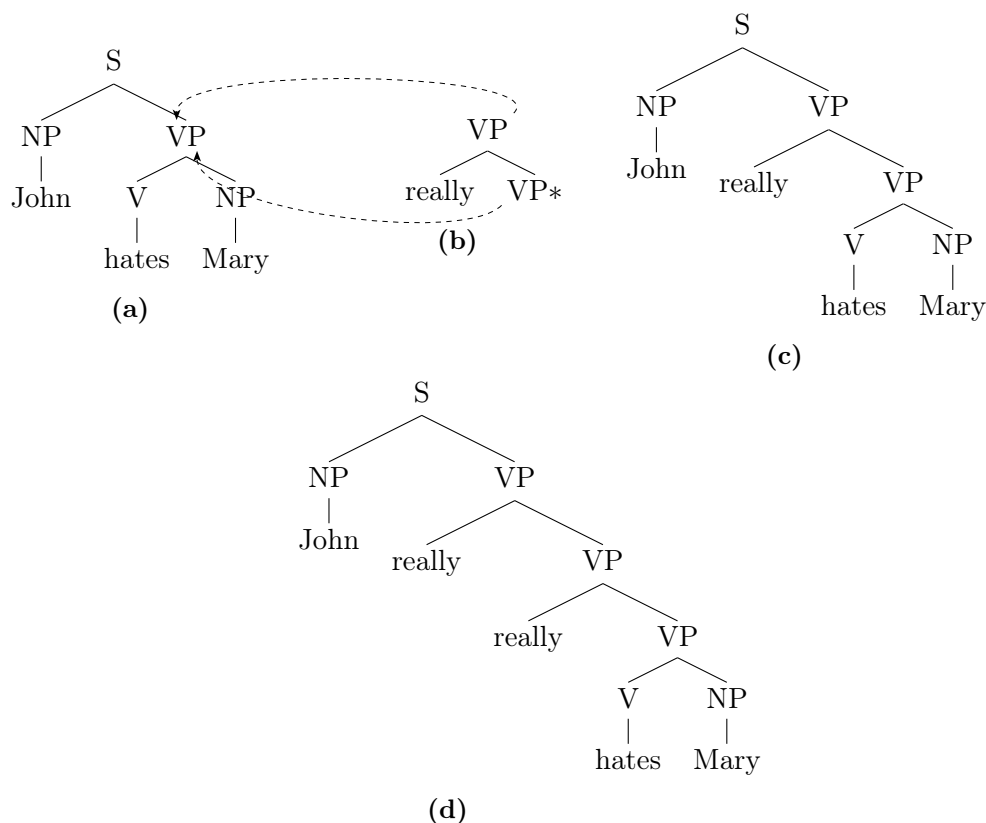 S
NP VP
John V NP
hates Mary
(a)
VP
really VP*
(b)
S
NP VP
John really VP
V NP
hates Mary
(c)
S
NP VP
John really VP
really VP
V NP
hates Mary
(d)